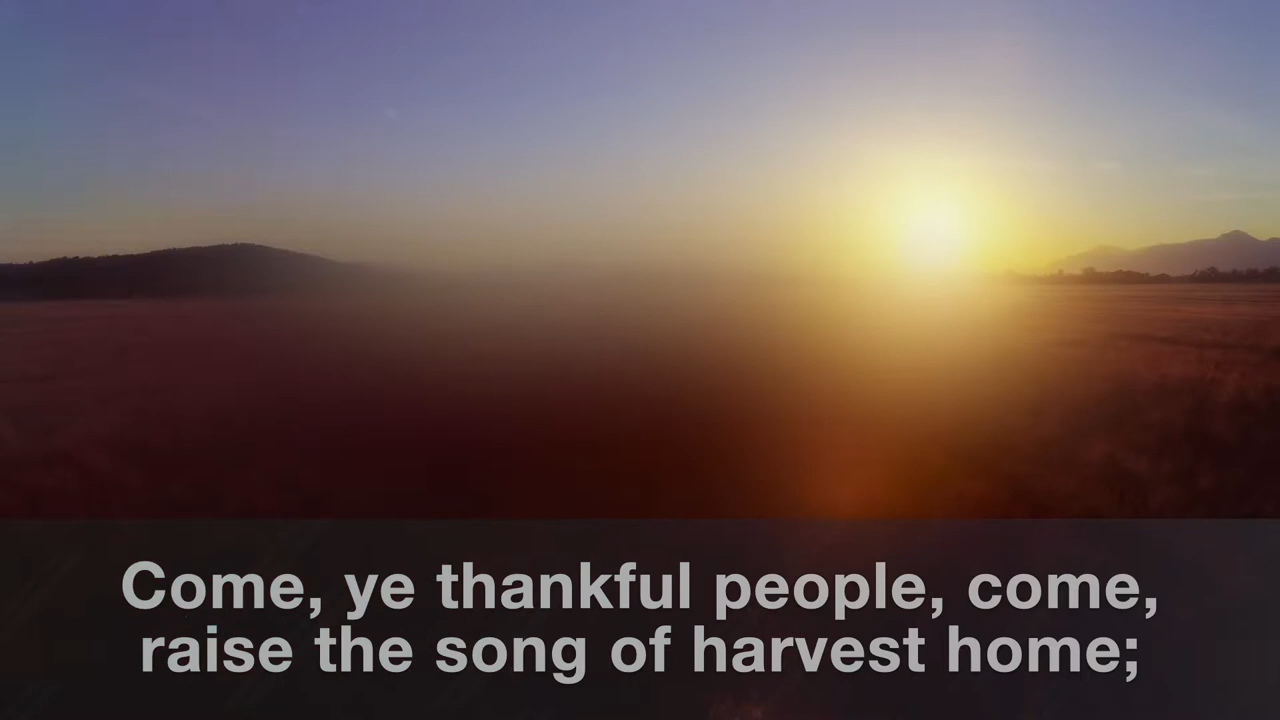 Come, ye thankful people, come,
raise the song of harvest home;